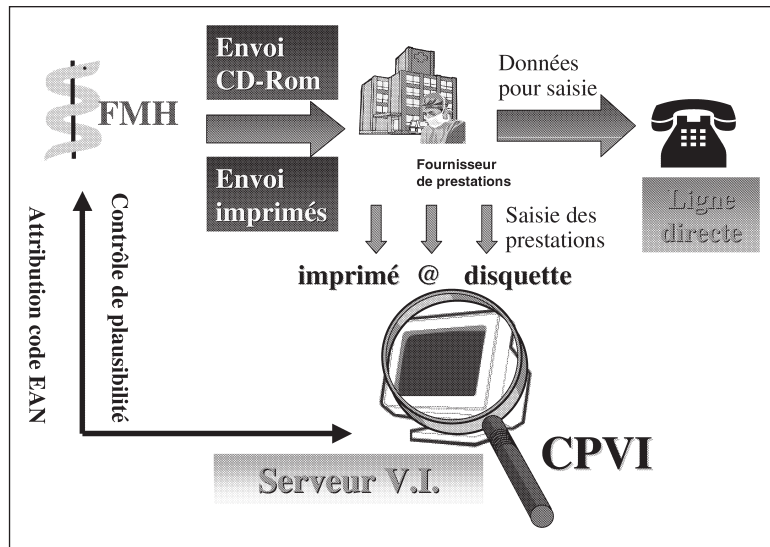 Envoi
CD-Rom
FMH
Envoi
imprimés
Fournisseur
de prestations
Données
pour saisie
Ligne
directe
Saisie des
prestations
imprimé @ disquette
Attribution code EAN
Contrôle de plausibilité
CPVI
Serveur V.I.